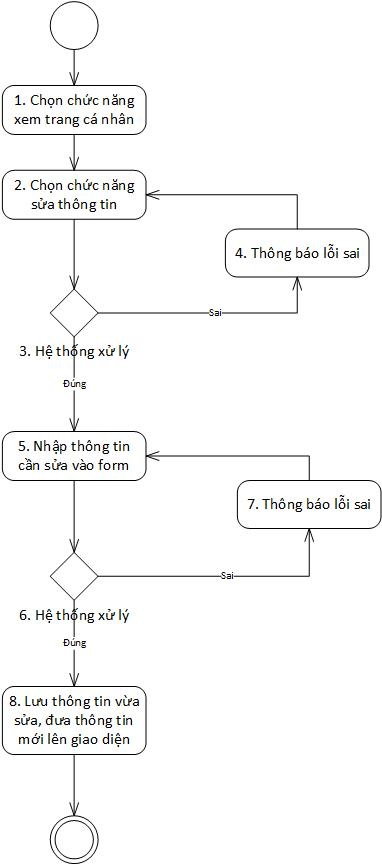 1. Chọn chức năng
xem trang cá nhân
2. Chọn chức năng
sửa thông tin
4. Thông báo lỗi sai
Sai
3. Hệ thống xử lý
Đúng
5. Nhập thông tin
cần sửa vào form
7. Thông báo lỗi sai
Sai
6. Hệ thống xử lý
Đúng
8. Lưu thông tin vừa
sửa, đưa thông tin
mới lên giao diện